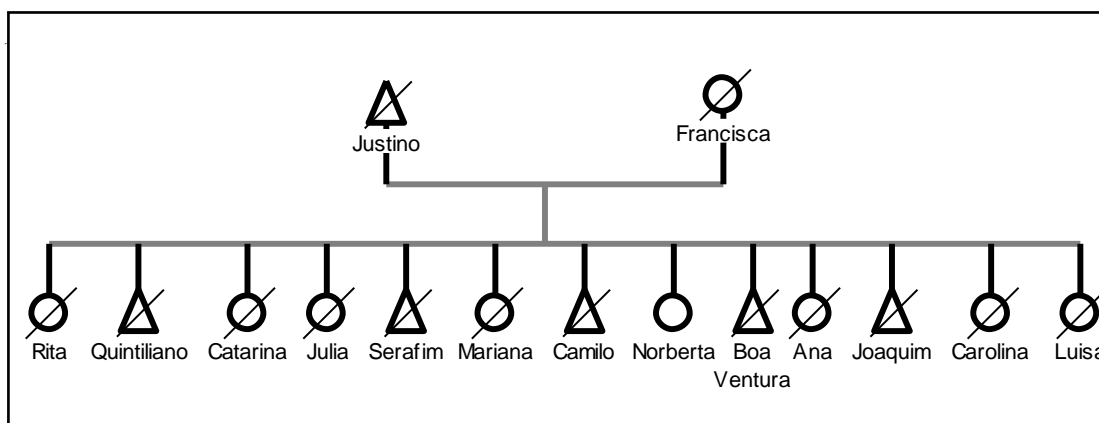 Justino
Francisca
Rita Quintiliano Catarina Julia Serafim Mariana Camilo Norberta Boa Ana Joaquim Carolina Luisa
Ventura